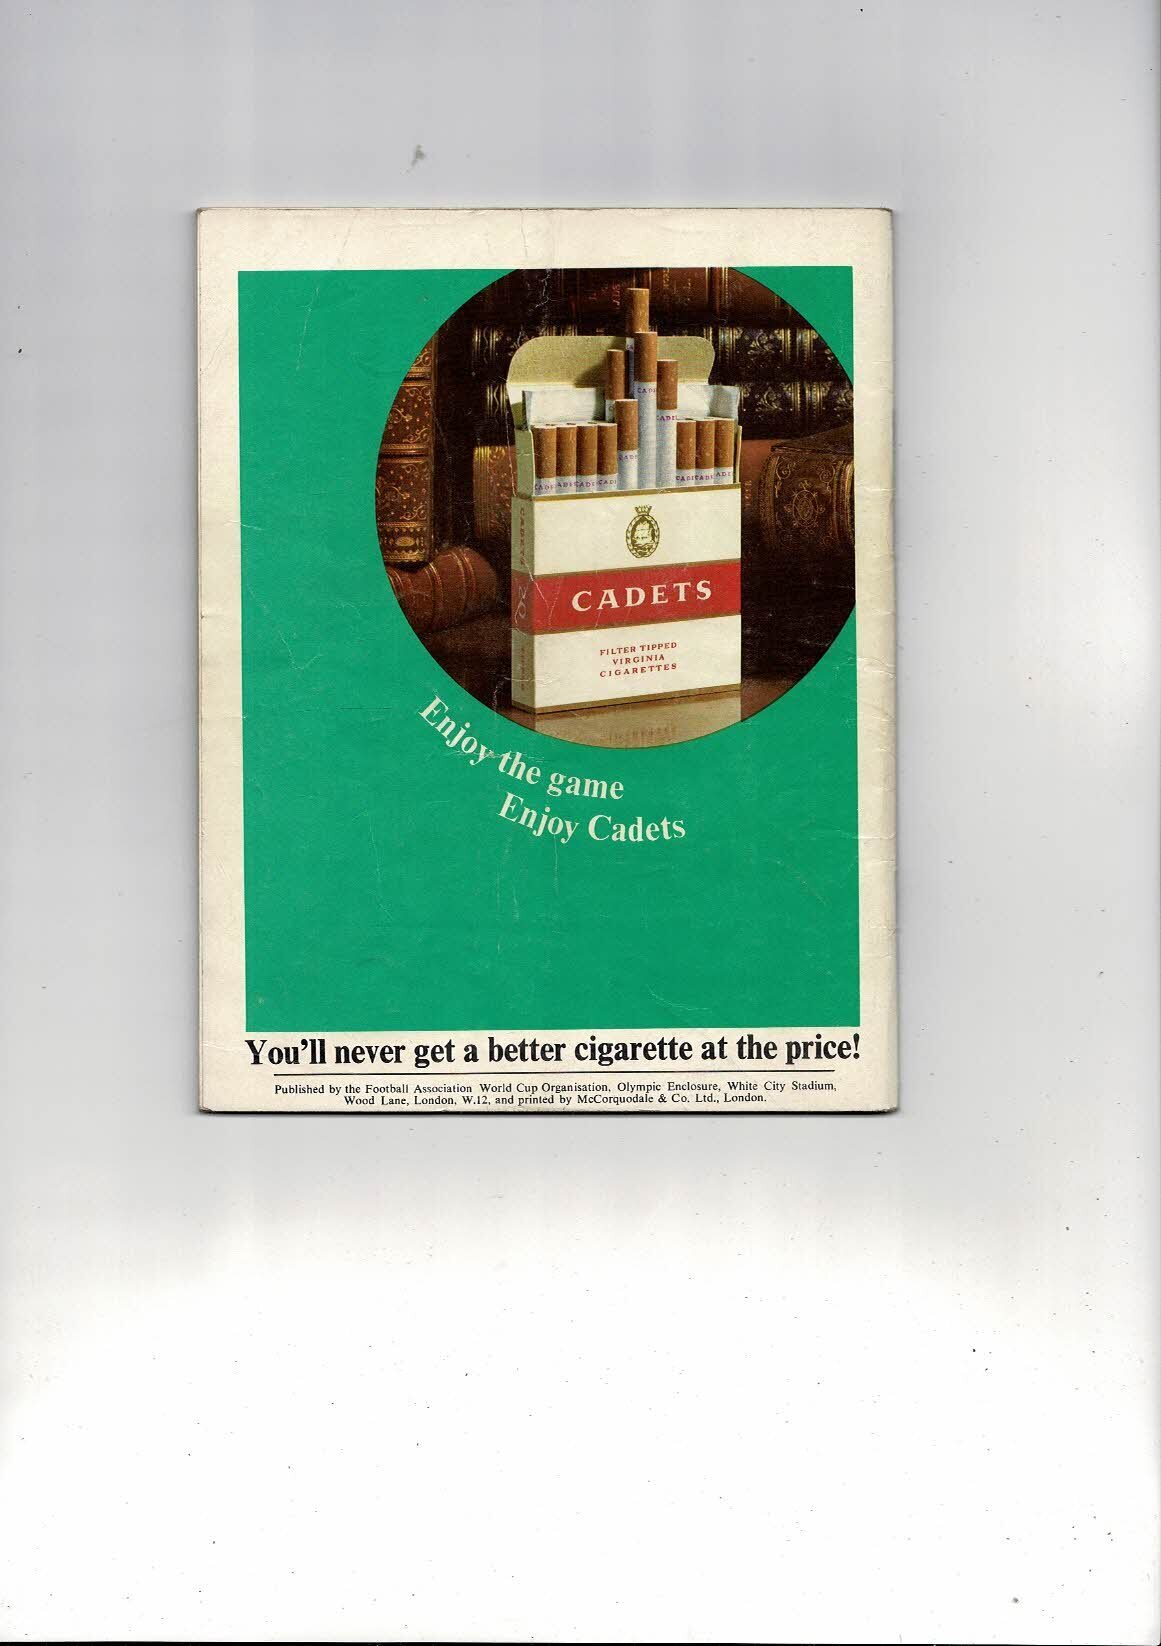 CADETS
CADETS
20
FILTER TIPPED
VIRGINIA
CIGARETTES
Enjoy the game
Enjoy Cadets
You'll never get a better cigarette at the price!
Published by the Football Association World Cup Organisation, Olympic Enclosure, White City Stadium,
Wood Lane, London, W.12, and printed by McCorquodale & Co. Ltd., London.